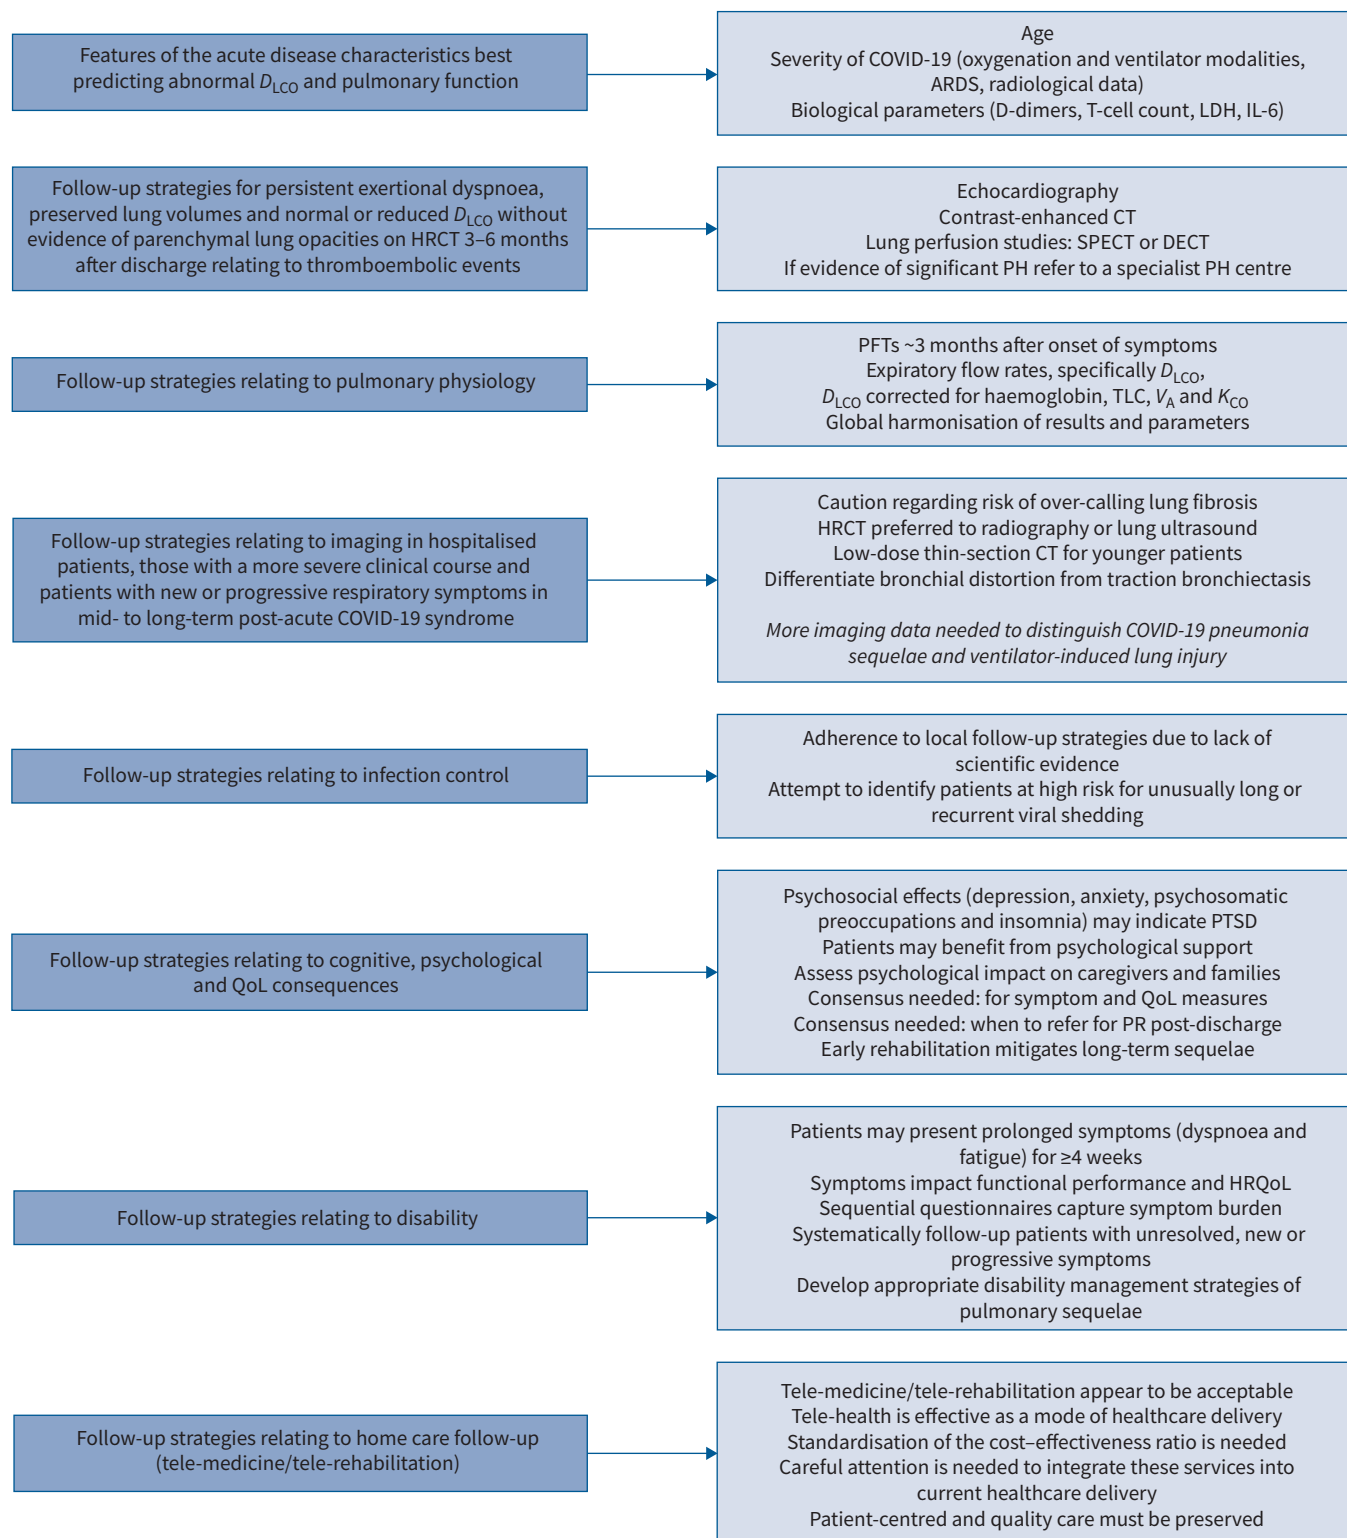 Features of the acute disease characteristics best
predicting abnormal DLCO and pulmonary function
Age
Severity of COVID-19 (oxygenation and ventilator modalities,
ARDS, radiological data)
Biological parameters (D-dimers, T-cell count, LDH, IL-6)
Follow-up strategies for persistent exertional dyspnoea,
preserved lung volumes and normal or reduced DLCO without
evidence of parenchymal lung opacities on HRCT 3–6 months
after discharge relating to thromboembolic events
Echocardiography
Contrast-enhanced CT
Lung perfusion studies: SPECT or DECT
If evidence of significant PH refer to a specialist PH centre
Follow-up strategies relating to pulmonary physiology
PFTs ~3 months after onset of symptoms
Expiratory flow rates, specifically DLCO,
DLCO corrected for haemoglobin, TLC, VA and KCO
Global harmonisation of results and parameters
Follow-up strategies relating to imaging in hospitalised
patients, those with a more severe clinical course and
patients with new or progressive respiratory symptoms in
mid- to long-term post-acute COVID-19 syndrome
Caution regarding risk of over-calling lung fibrosis
HRCT preferred to radiography or lung ultrasound
Low-dose thin-section CT for younger patients
Differentiate bronchial distortion from traction bronchiectasis
More imaging data needed to distinguish COVID-19 pneumonia
sequelae and ventilator-induced lung injury
Follow-up strategies relating to infection control
Adherence to local follow-up strategies due to lack of
scientific evidence
Attempt to identify patients at high risk for unusually long or
recurrent viral shedding
Follow-up strategies relating to cognitive, psychological
and QoL consequences
Psychosocial effects (depression, anxiety, psychosomatic
preoccupations and insomnia) may indicate PTSD
Patients may benefit from psychological support
Assess psychological impact on caregivers and families
Consensus needed: for symptom and QoL measures
Consensus needed: when to refer for PR post-discharge
Early rehabilitation mitigates long-term sequelae
Follow-up strategies relating to disability
Patients may present prolonged symptoms (dyspnoea and
fatigue) for ≥4 weeks
Symptoms impact functional performance and HRQoL
Sequential questionnaires capture symptom burden
Systematically follow-up patients with unresolved, new or
progressive symptoms
Develop appropriate disability management strategies of
pulmonary sequelae
Follow-up strategies relating to home care follow-up
(tele-medicine/tele-rehabilitation)
Tele-medicine/tele-rehabilitation appear to be acceptable
Tele-health is effective as a mode of healthcare delivery
Standardisation of the cost–effectiveness ratio is needed
Careful attention is needed to integrate these services into
current healthcare delivery
Patient-centred and quality care must be preserved